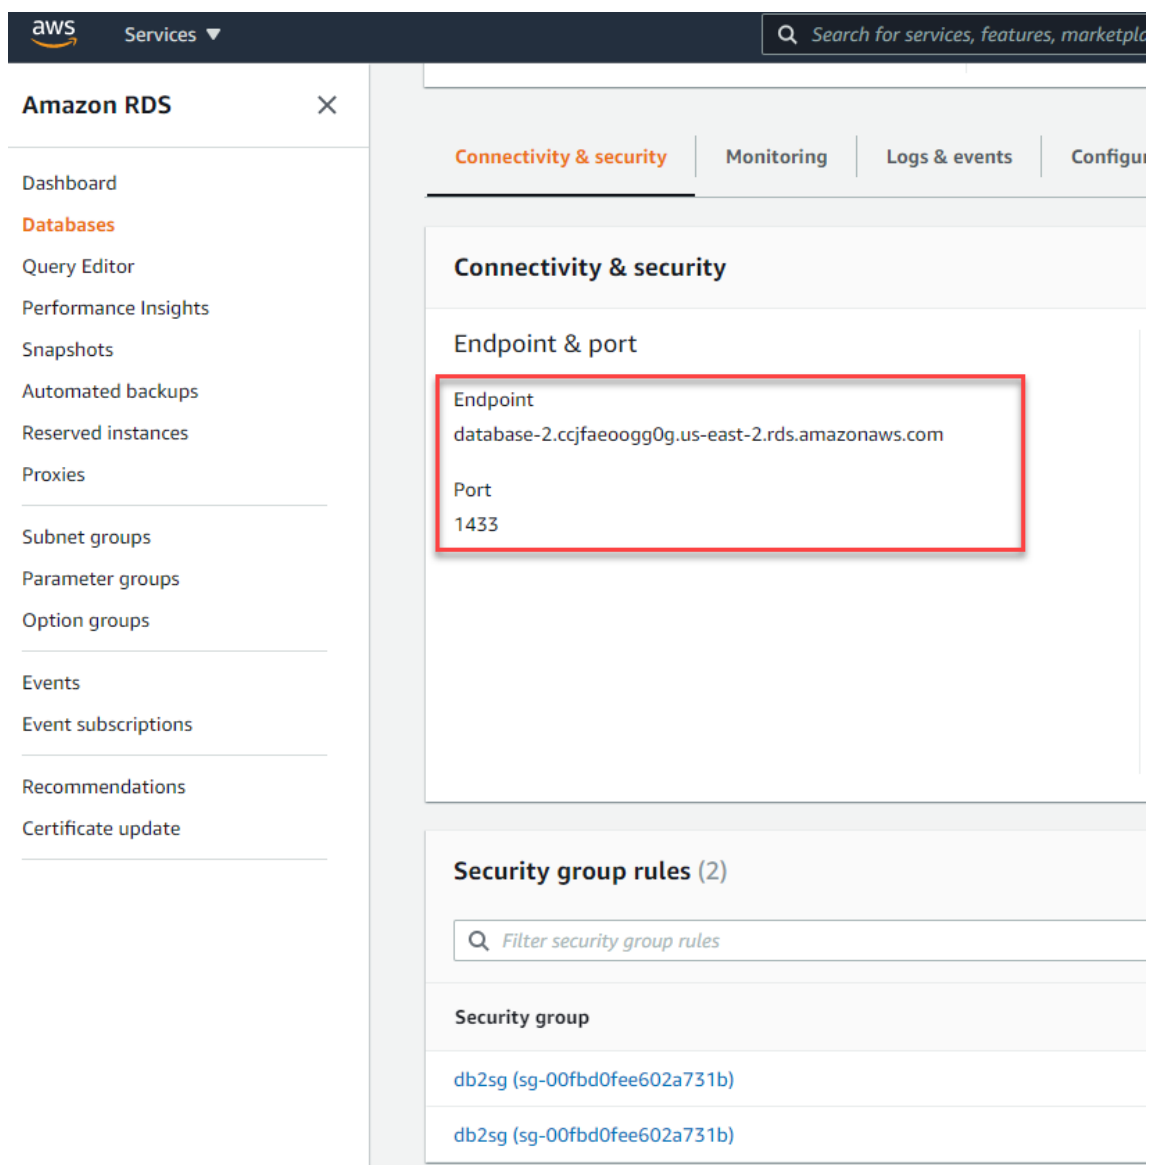 aws
Services ▼
Search for services, features, marketpla
Amazon RDS
Dashboard
Databases
Query Editor
Performance Insights
Snapshots
Automated backups
Reserved instances
Proxies
Subnet groups
Parameter groups
Option groups
Events
Event subscriptions
Recommendations
Certificate update
Connectivity & security
Monitoring
Logs & events
Configur
Connectivity & security
Endpoint & port
Endpoint
database-2.ccjfaeoogg0g.us-east-2.rds.amazonaws.com
Port
1433
Security group rules (2)
Filter security group rules
Security group
db2sg (sg-00fbd0fee602a731b)
db2sg (sg-00fbd0fee602a731b)